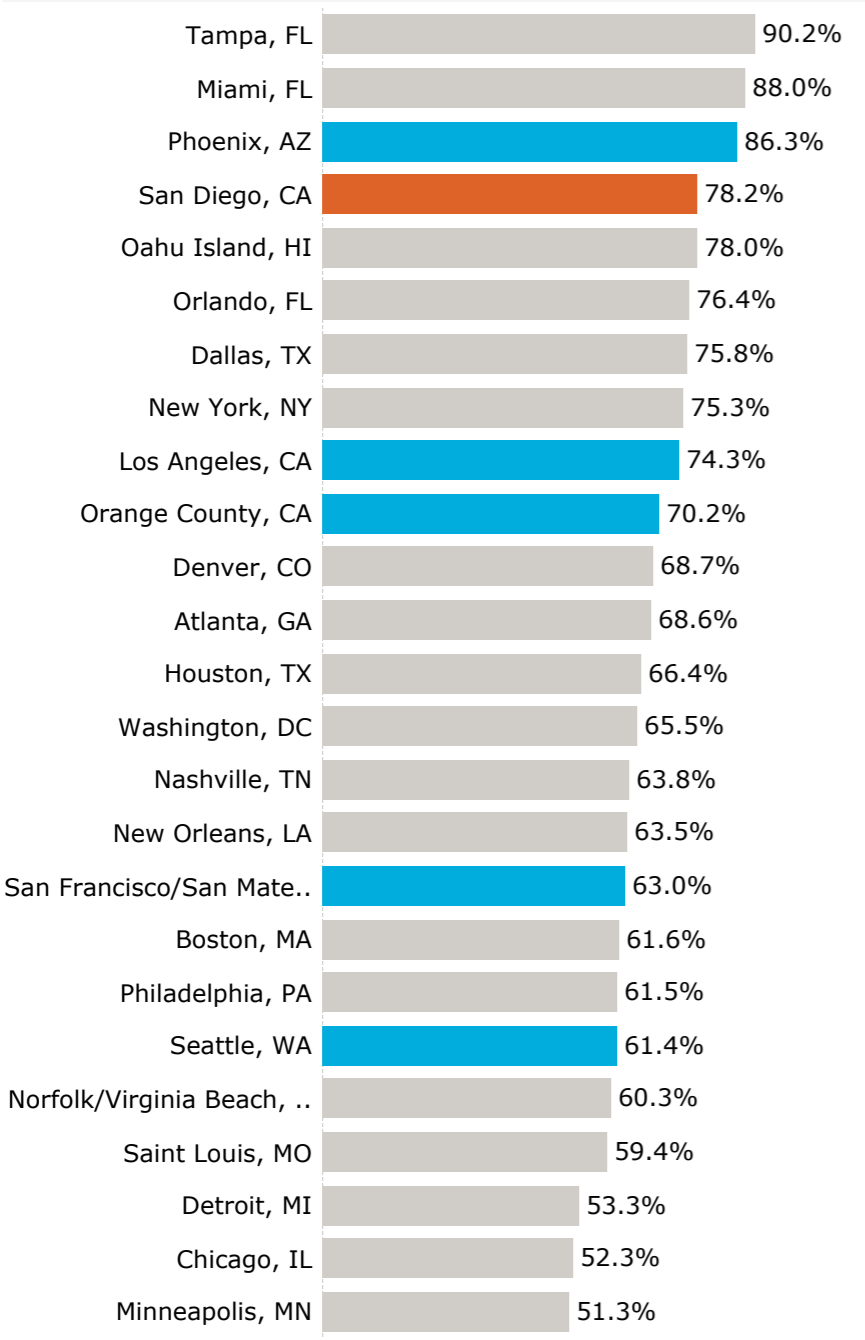 Tampa, FL 90.2%
Miami, FL 88.0%
Phoenix, AZ 86.3%
San Diego, CA 78.2%
Oahu Island, HI 78.0%
Orlando, FL 76.4%
Dallas, TX 75.8%
New York, NY 75.3%
Los Angeles, CA 74.3%
Orange County, CA 70.2%
Denver, CO 68.7%
Atlanta, GA 68.6%
Houston, TX 66.4%
Washington, DC 65.5%
Nashville, TN 63.8%
New Orleans, LA 63.5%
San Francisco/San Mate.. 63.0%
Boston, MA 61.6%
Philadelphia, PA 61.5%
Seattle, WA 61.4%
Norfolk/Virginia Beach, .. 60.3%
Saint Louis, MO 59.4%
Detroit, MI 53.3%
Chicago, IL 52.3%
Minneapolis, MN 51.3%